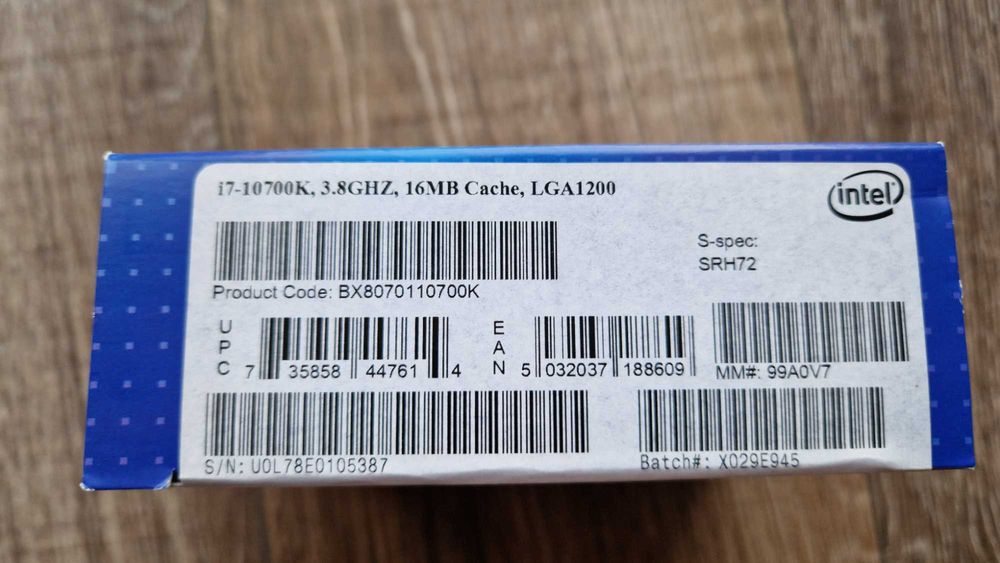 i7-10700K, 3.8GHZ, 16MB Cache, LGA1200
intel
S-spec:
SRH72
Product Code: BX8070110700K
UPC 7 35858 44761 4
EAN 5 032037 188609
MM#: 99A0V7
S/N: U0L78E0105387
Batch#: X029E945